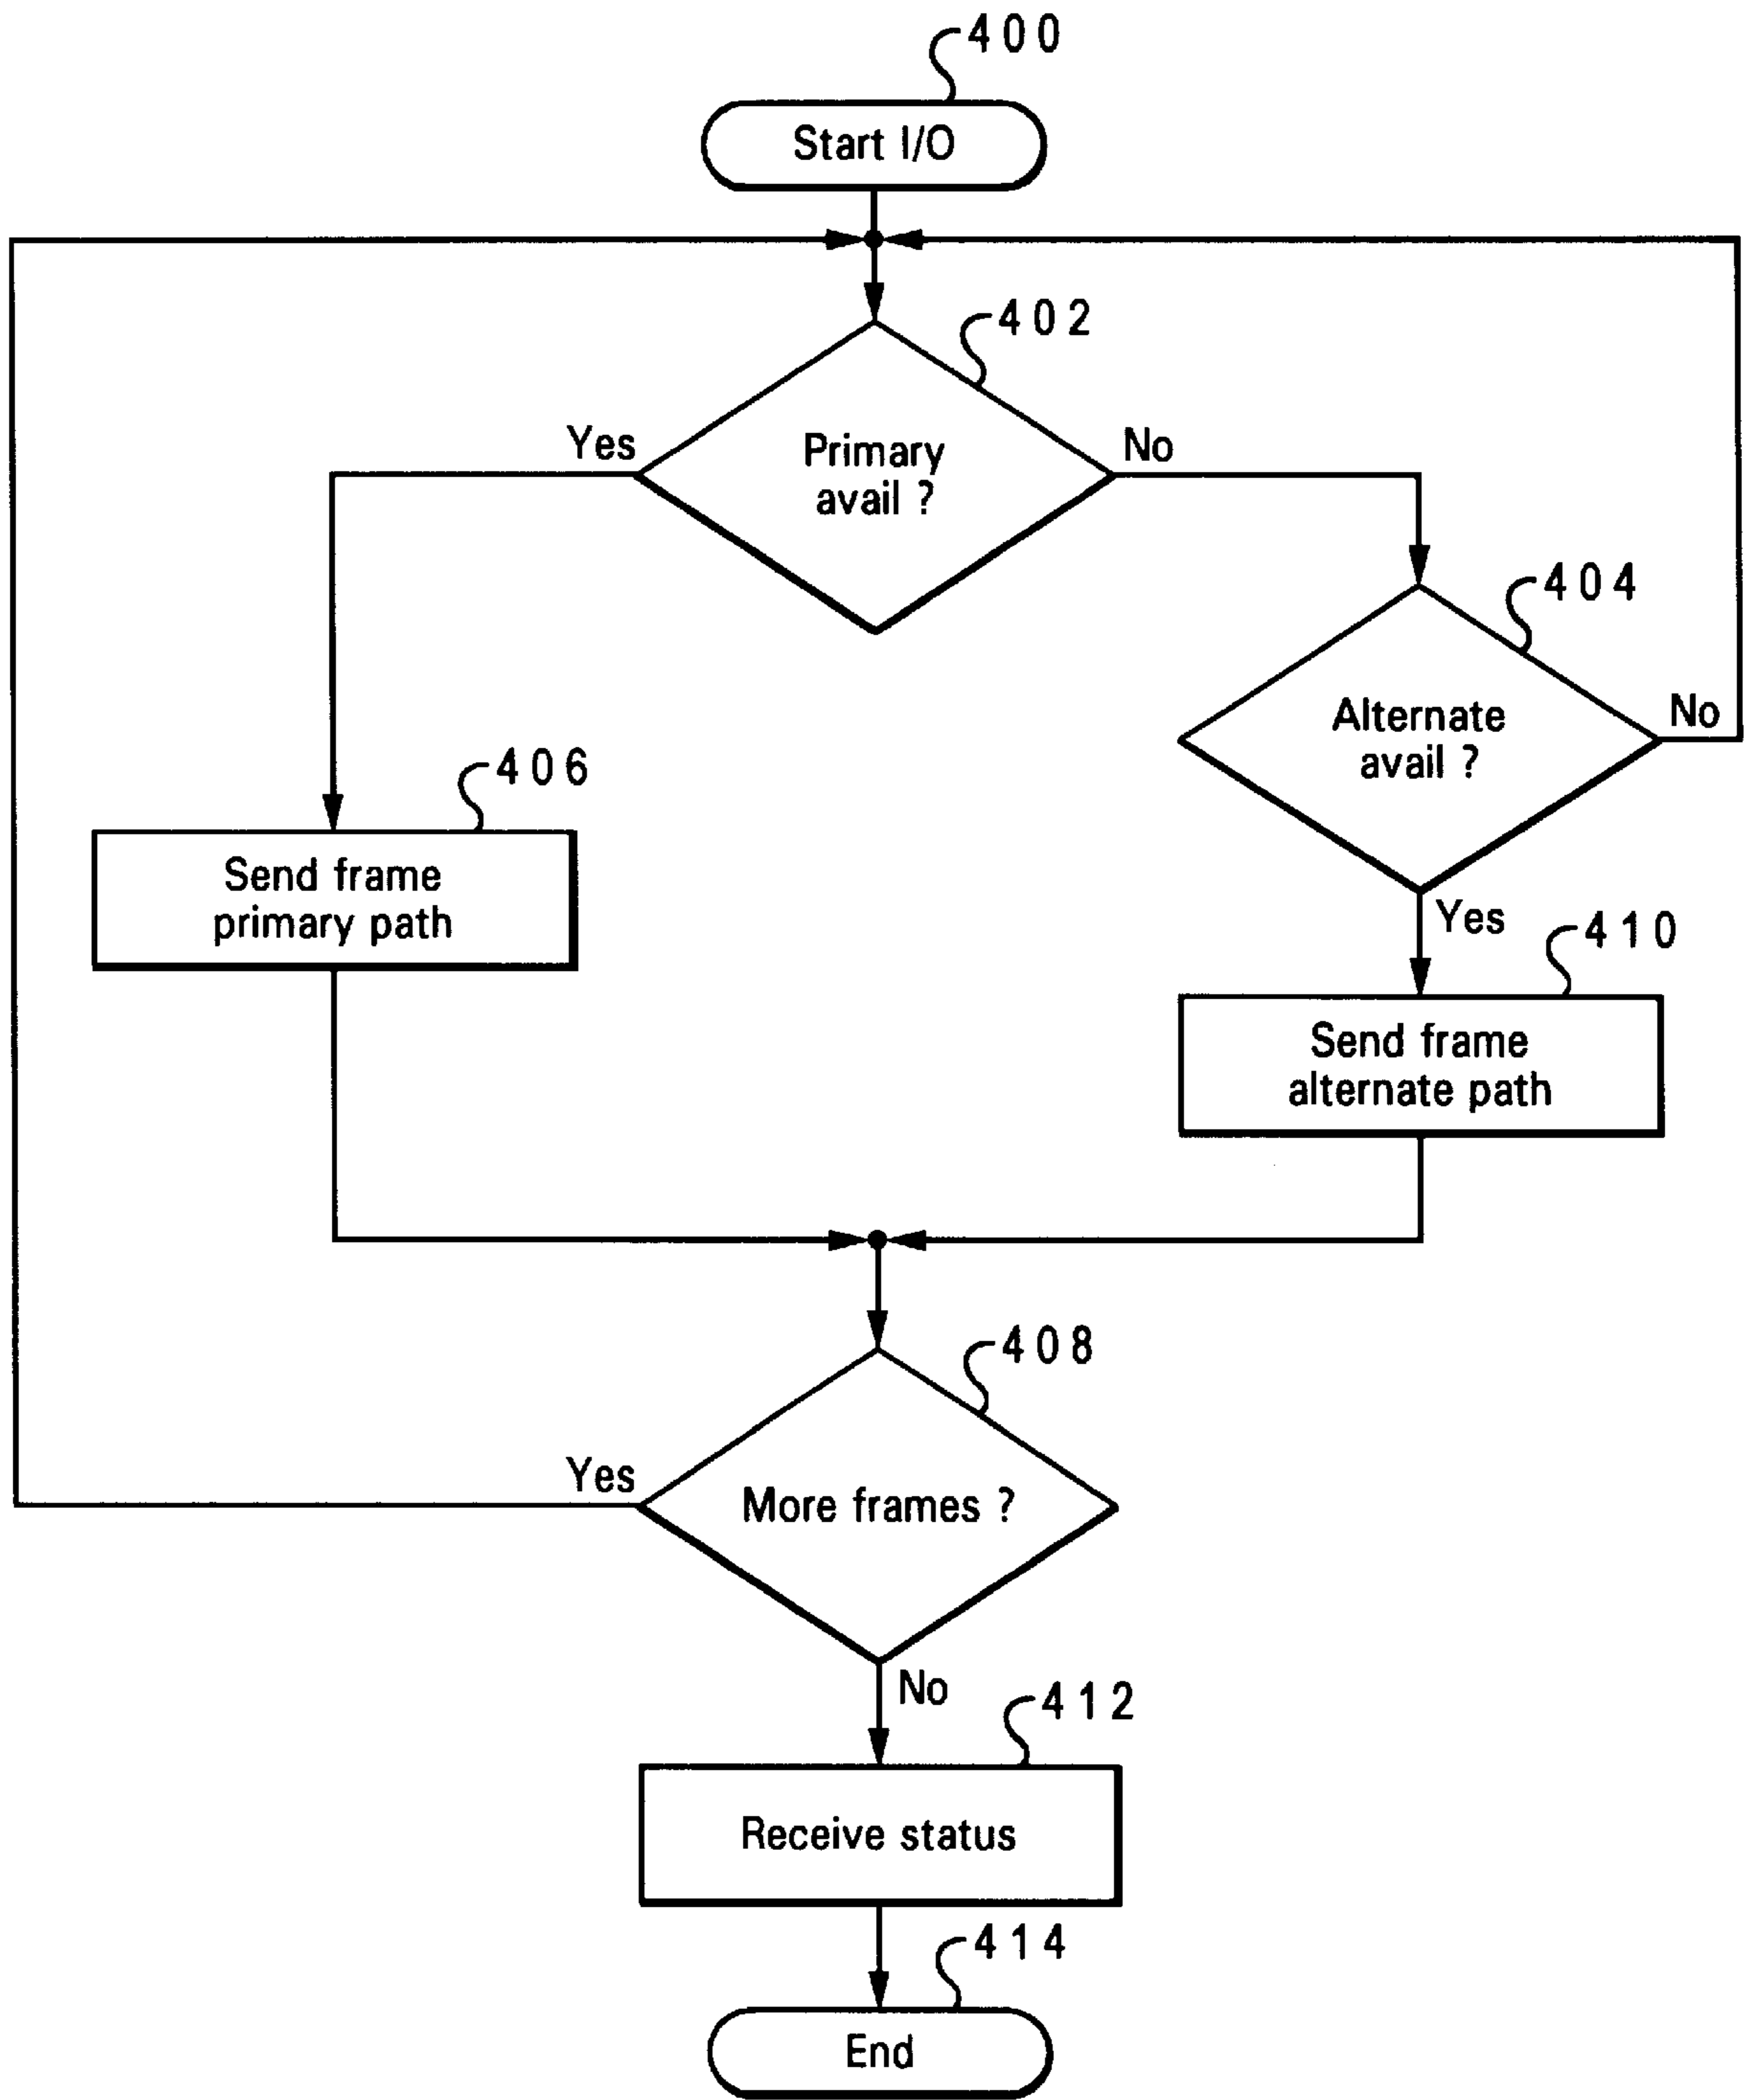 400
Start I/O
402
Yes
Primary
avail ?
No
404
Alternate
avail ?
No
406
Send frame
primary path
Yes
410
Send frame
alternate path
408
Yes
More frames ?
No
412
Receive status
414
End